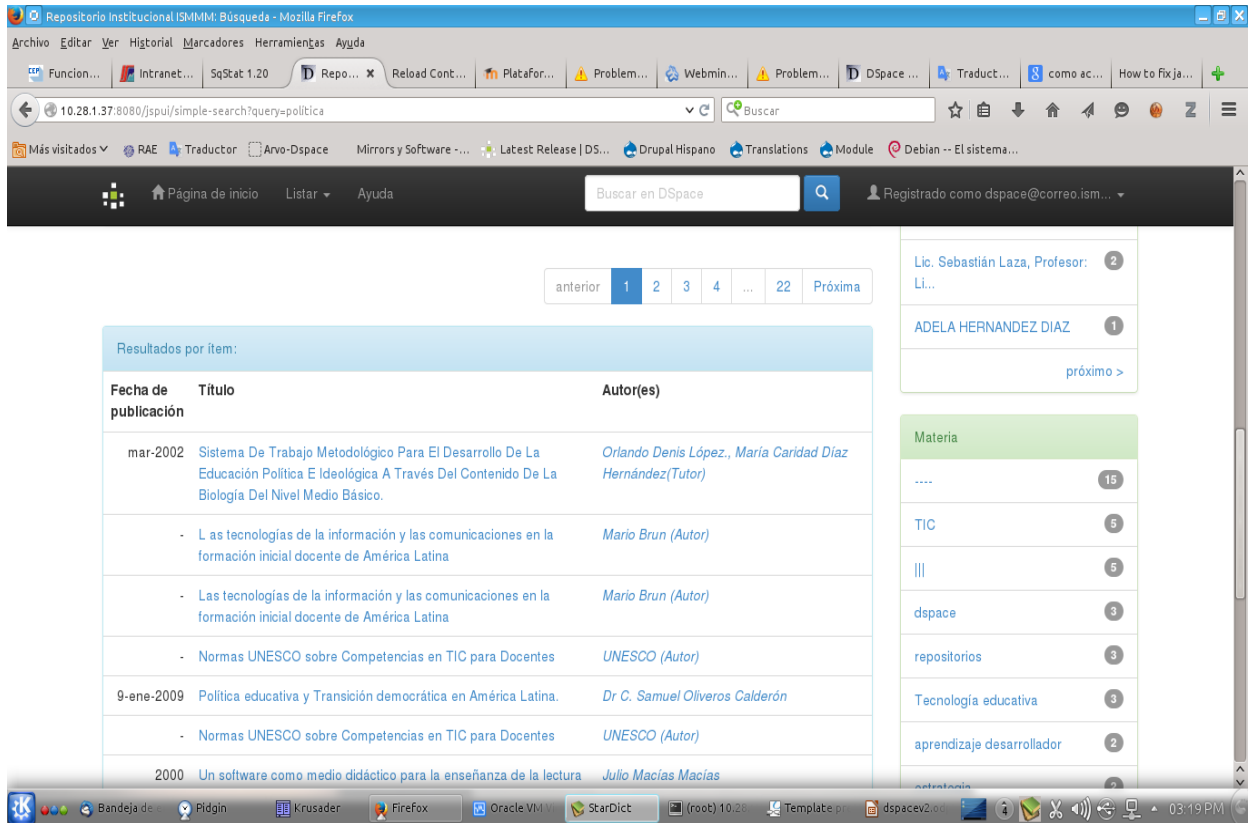 Repositorio Institucional ISMMM: Búsqueda - Mozilla Firefox
Archivo Editar Ver Historial Marcadores Herramientas Ayuda
Funcion... Intranet... SqStat 1.20 Repo... Reload Cont... Platafor... Problem... Webmin... Problem... DSpace ... Traduct... como ac... How to fix ja...
10.28.1.37:8080/jspui/simple-search?query=política Buscar
Más visitados RAE Traductor Arvo-Dspace Mirrors y Software -... Latest Release | DS... Drupal Hispano Translations Module Debian -- El sistema...
Página de inicio Listar Ayuda Buscar en DSpace Registrado como dspace@correo.ism...
anterior 1 2 3 4 ... 22 Próxima
Resultados por ítem:
Fecha de publicación Título Autor(es)
mar-2002 Sistema De Trabajo Metodológico Para El Desarrollo De La
Educación Política E Ideológica A Través Del Contenido De La
Biología Del Nivel Medio Básico.
Orlando Denis López., María Caridad Díaz
Hernández(Tutor)
- L as tecnologías de la información y las comunicaciones en la
formación inicial docente de América Latina
Mario Brun (Autor)
- Las tecnologías de la información y las comunicaciones en la
formación inicial docente de América Latina
Mario Brun (Autor)
- Normas UNESCO sobre Competencias en TIC para Docentes UNESCO (Autor)
9-ene-2009 Política educativa y Transición democrática en América Latina. Dr C. Samuel Oliveros Calderón
- Normas UNESCO sobre Competencias en TIC para Docentes UNESCO (Autor)
2000 Un software como medio didáctico para la enseñanza de la lectura Julio Macías Macías
Lic. Sebastián Laza, Profesor: 2
Li...
ADELA HERNANDEZ DIAZ 1
próximo >
Materia
---- 15
TIC 5
||| 5
dspace 3
repositorios 3
Tecnología educativa 3
aprendizaje desarrollador 2
estrategia 2
Bandeja de Pidgin Krusader Firefox Oracle VM StarDict (root) 10.28 Template dspacev2.od 4 03:19 PM